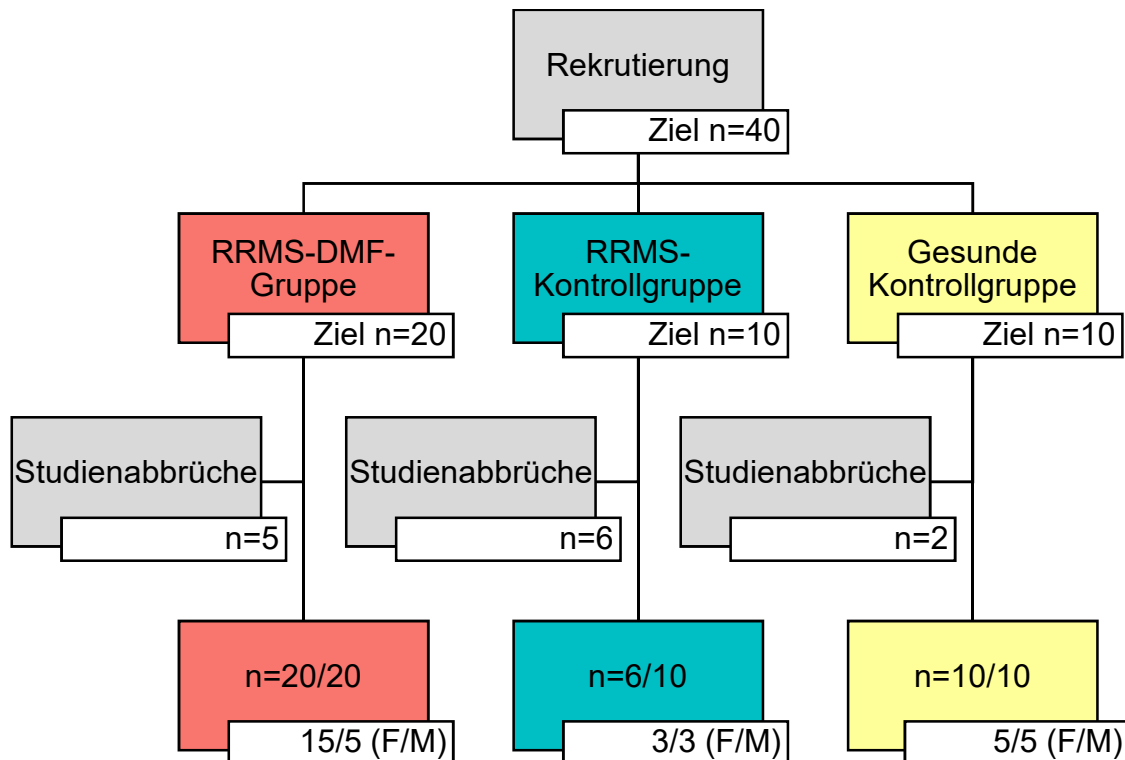 Rekrutierung
Ziel n=40
RRMS-DMF-
Gruppe
Ziel n=20
RRMS-
Kontrollgruppe
Ziel n=10
Gesunde
Kontrollgruppe
Ziel n=10
Studienabbrüche
n=5
Studienabbrüche
n=6
Studienabbrüche
n=2
n=20/20
15/5 (F/M)
n=6/10
3/3 (F/M)
n=10/10
5/5 (F/M)